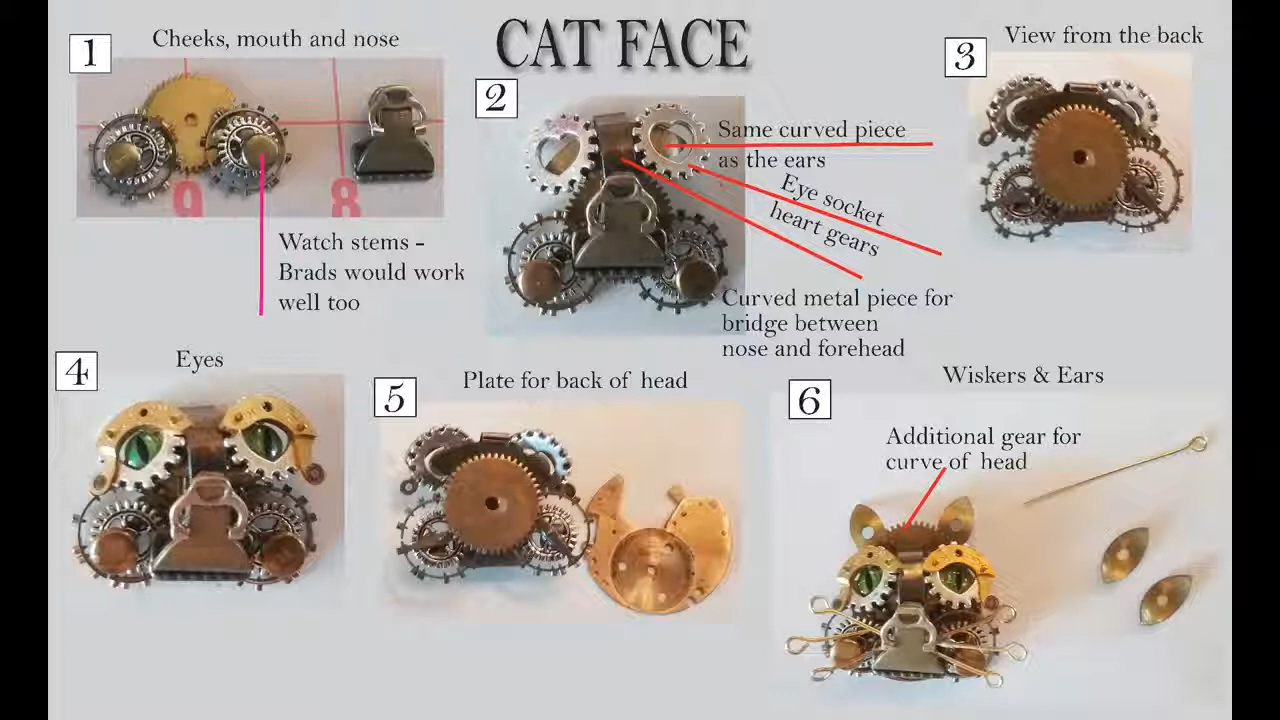 CAT FACE
1
Cheeks, mouth and nose
9
8
Watch stems -
Brads would work
well too
2
Same curved piece
as the ears
Eye socket
heart gears
Curved metal piece for
bridge between
nose and forehead
3
View from the back
4
Eyes
5
Plate for back of head
6
Wiskers & Ears
Additional gear for
curve of head